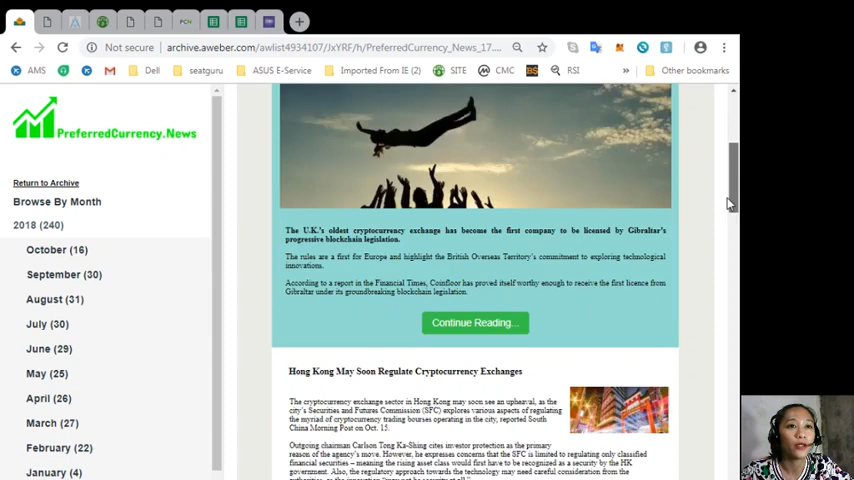 PCN
Not secure | archive.aweber.com/awlist4934107/JxYRF/h/PreferredCurrency_News_17...
AMS
Dell
seatguru
ASUS E-Service
Imported From IE (2)
SITE
CMC
RSI
»
Other bookmarks
PreferredCurrency.News
Return to Archive
Browse By Month
2018 (240)
October (16)
September (30)
August (31)
July (30)
June (29)
May (25)
April (26)
March (27)
February (22)
January (4)
The U.K.'s oldest cryptocurrency exchange has become the first company to be licensed by Gibraltar's
progressive blockchain legislation.
The rules are a first for Europe and highlight the British Overseas Territory's commitment to exploring technological
innovations.
According to a report in the Financial Times, Coinfloor has proved itself worthy enough to receive the first licence from
Gibraltar under its groundbreaking blockchain legislation.
Continue Reading...
Hong Kong May Soon Regulate Cryptocurrency Exchanges
The cryptocurrency exchange sector in Hong Kong may soon see an upheaval, as the
city's Securities and Futures Commission (SFC) explores various aspects of regulating
the myriad of cryptocurrency trading bourses operating in the city, reported South
China Morning Post on Oct. 15.
Outgoing chairman Carlson Tong Ka-Shing cites investor protection as the primary
reason of the agency's move. However, he expresses concerns that the SFC is limited to regulating only classified
financial securities – meaning the rising asset class would first have to be recognized as a security by the HK
government. Also, the regulatory approach towards the technology may need careful consideration from the